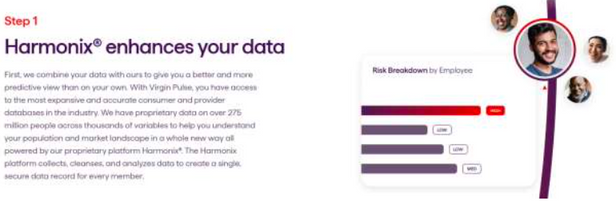 Step 1
Harmonix® enhances your data
First, we combine your data with ours to give you a better and more
predictive view than on your own. With Virgin Pulse, you have access
to the most expansive and accurate consumer and provider
databases in the industry. We have proprietary data on over 275
million people across thousands of variables to help you understand
your population and market landscape in a whole new way all
powered by our proprietary platform Harmonix®. The Harmonix
platform collects, cleanses, and analyzes data to create a single,
secure data record for every member.
Risk Breakdown by Employee
HIGH
LOW
LOW
MED